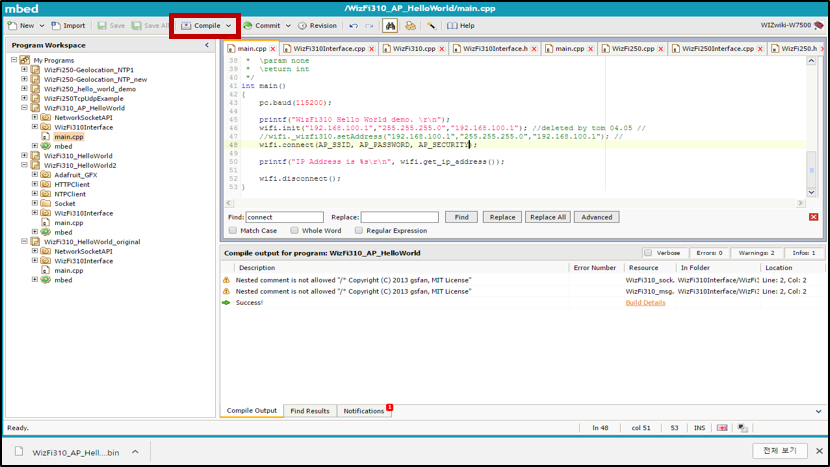 mbed
/WizFi310_AP_HelloWorld/main.cpp
New Import Save Save All Compile Commit Revision Help WIZwiki-W7500
Program Workspace
My Programs
WizFi250-Geolocation_NTP1
WizFi250-Geolocation_NTP_new
WizFi250_hello_world_demo
WizFi250TcpUdpExample
WizFi310_AP_HelloWorld
NetworkSocketAPI
WizFi310Interface
main.cpp
mbed
WizFi310_HelloWorld
WizFi310_HelloWorld2
Adafruit_GFX
HTTPClient
NTPClient
Socket
WizFi310Interface
main.cpp
mbed
WizFi310_HelloWorld_original
NetworkSocketAPI
WizFi310Interface
main.cpp
mbed
main.cpp WizFi310Interface.cpp WizFi310.cpp WizFi310Interface.h main.cpp WizFi250.cpp WizFi250Interface.cpp WizFi250.h
38 * \param none
39 * \return int
40 */
41 int main()
42 {
43 pc.baud(115200);
44
45 printf("WizFi310 Hello World demo. \r\n");
46 wifi.init("192.168.100.1","255.255.255.0","192.168.100.1"); //deleted by tom 04.05 //
47 //wifi._wizfi310.setAddress("192.168.100.1","255.255.255.0","192.168.100.1"); //
48 wifi.connect(AP_SSID, AP_PASSWORD, AP_SECURITY);
49
50 printf("IP Address is %s\r\n", wifi.get_ip_address());
51
52 wifi.disconnect();
53 }
Find: connect Replace: Find Replace Replace All Advanced
Match Case Whole Word Regular Expression
Compile output for program: WizFi310_AP_HelloWorld Verbose Errors: 0 Warnings: 2 Infos: 1
Description Error Number Resource In Folder Location
Nested comment is not allowed "/* Copyright (C) 2013 gsfan, MIT License" WizFi310_sock. WizFi310Interface/WizFi3 Line: 2, Col: 2
Nested comment is not allowed "/* Copyright (C) 2013 gsfan, MIT License" WizFi310_msg. WizFi310Interface/WizFi3 Line: 2, Col: 2
Success! Build Details
Compile Output Find Results Notifications 1
Ready. ln 48 col 51 53 INS
WizFi310_AP_Hell....bin 전체 보기